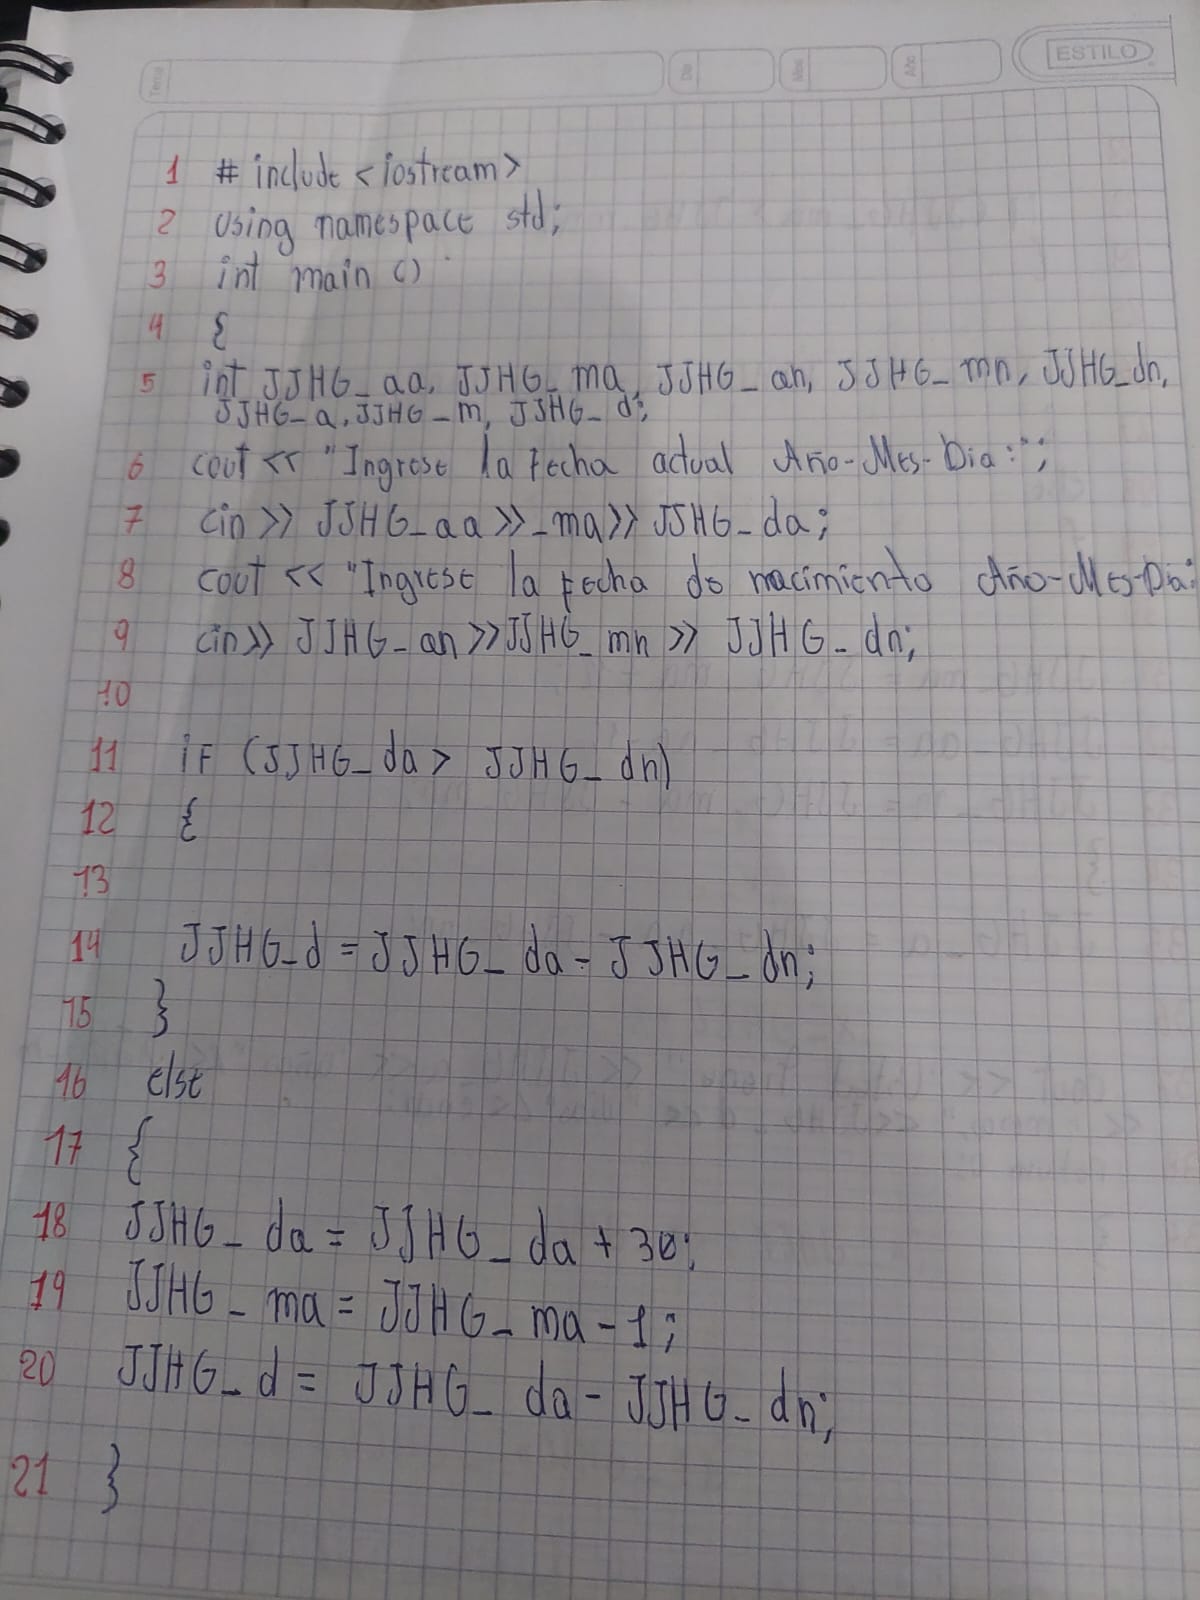 ESTILO
Tema
Día
Mes
Año
1 # include <iostream>
2 using namespace std;
3 int main ()
4 {
5 int JJHG_aa, JJHG_ma, JJHG_an, JJHG_mn, JJHG_dn,
JJHG_a, JJHG_m, JJHG_d;
6 cout << "Ingrese la Fecha actual Año-Mes-Dia:";
7 cin >> JJHG_aa >>_ma>> JJHG_da;
8 cout << "Ingrese la Fecha de nacimiento Año-Mes-Dia:
9 cin>> JJHG_an>>JJHG_mn >> JJHG_dn;
10
11 iF (JJHG_da > JJHG_dn)
12 {
13
14 JJHG_d = JJHG_da - JJHG_dn;
15 }
16 else
17 {
18 JJHG_da = JJHG_da + 30;
19 JJHG_ma = JJHG_ma - 1;
20 JJHG_d = JJHG_da - JJHG_dn;
21 }